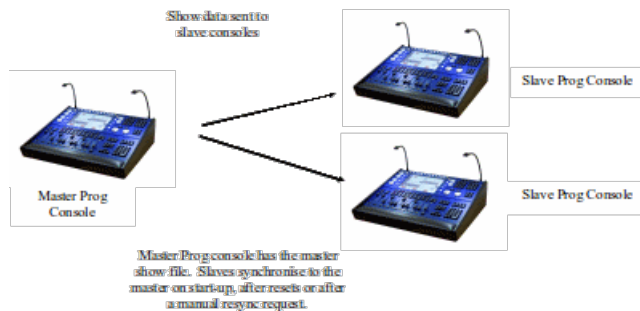 Show data sent to
slave consoles
Slave Prog Console
Master Prog
Console
Slave Prog Console
Master Prog console has the master
show file. Slaves synchronise to the
master on start-up, after resets or after
a manual resync request.